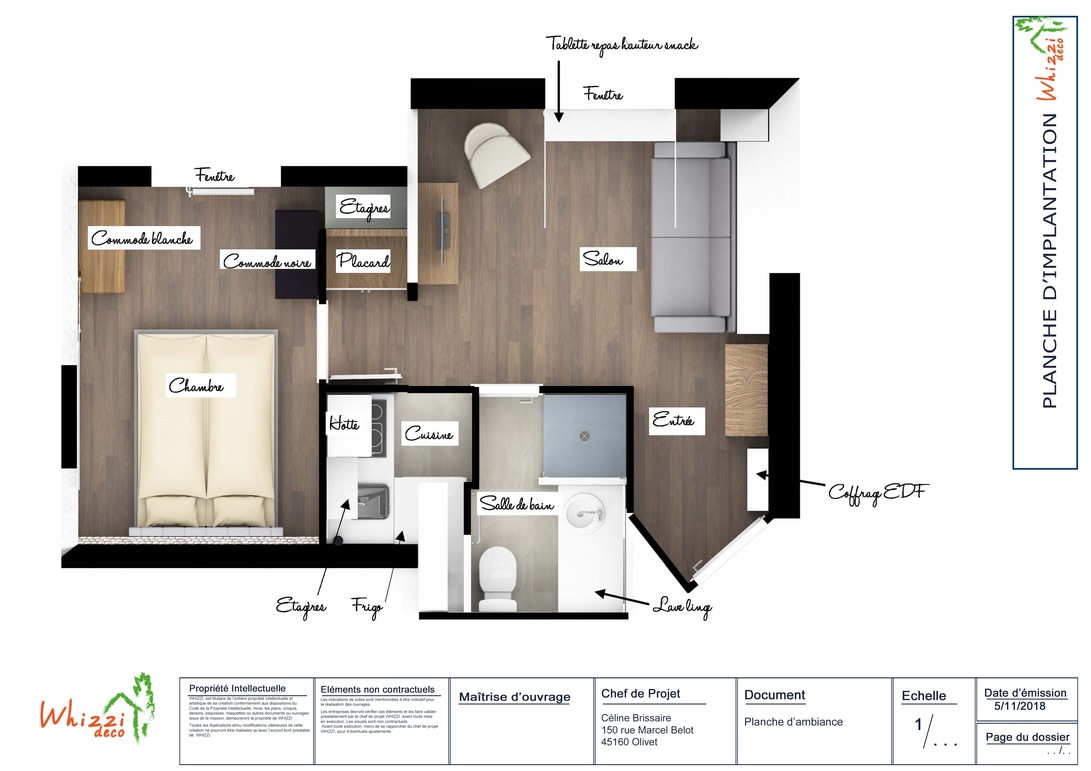 Tablette repas hauteur snack
Fenêtre
Fenêtre
Commode blanche
Commode noire
Etagères
Placard
Salon
Chambre
Hotte
Cuisine
Entrée
Salle de bain
Coffrag EDF
Etagères
Frigo
Lave ling
PLANCHE D'IMPLANTATION
Whizzi
deco
Whizzi
deco
Propriété Intellectuelle
Eléments non contractuels
Maîtrise d'ouvrage
Chef de Projet
Céline Brissaire
150 rue Marcel Belot
45160 Olivet
Document
Planche d'ambiance
Echelle
1/...
Date d'émission
5/11/2018
Page du dossier
../..